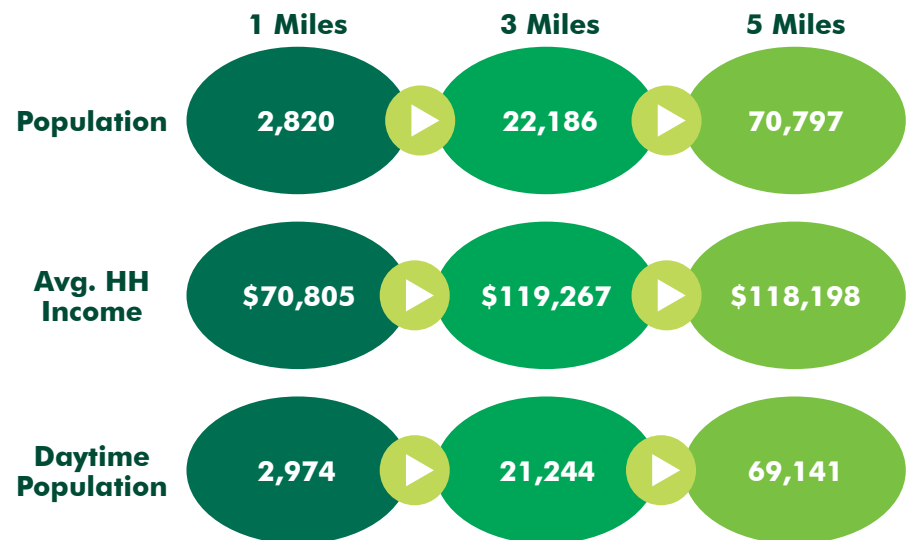 1 Miles 3 Miles 5 Miles
Population 2,820 22,186 70,797
Avg. HH
Income $70,805 $119,267 $118,198
Daytime
Population 2,974 21,244 69,141